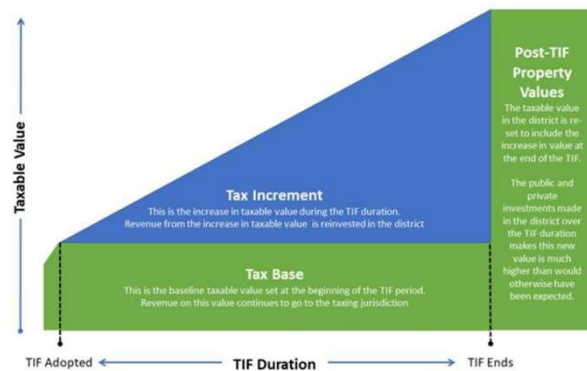 Taxable Value
Post-TIF
Property
Values
The taxable value
in the district is re-
set to include the
increase in value at
the end of the TIF.
The public and
private
investments made
in the district over
the TIF duration
makes this new
value is much
higher than would
otherwise have
been expected.
Tax Increment
This is the increase in taxable value during the TIF duration.
Revenue from the increase in taxable value is reinvested in the district
Tax Base
This is the baseline taxable value set at the beginning of the TIF period.
Revenue on this value continues to go to the taxing jurisdiction
TIF Adopted
TIF Duration
TIF Ends